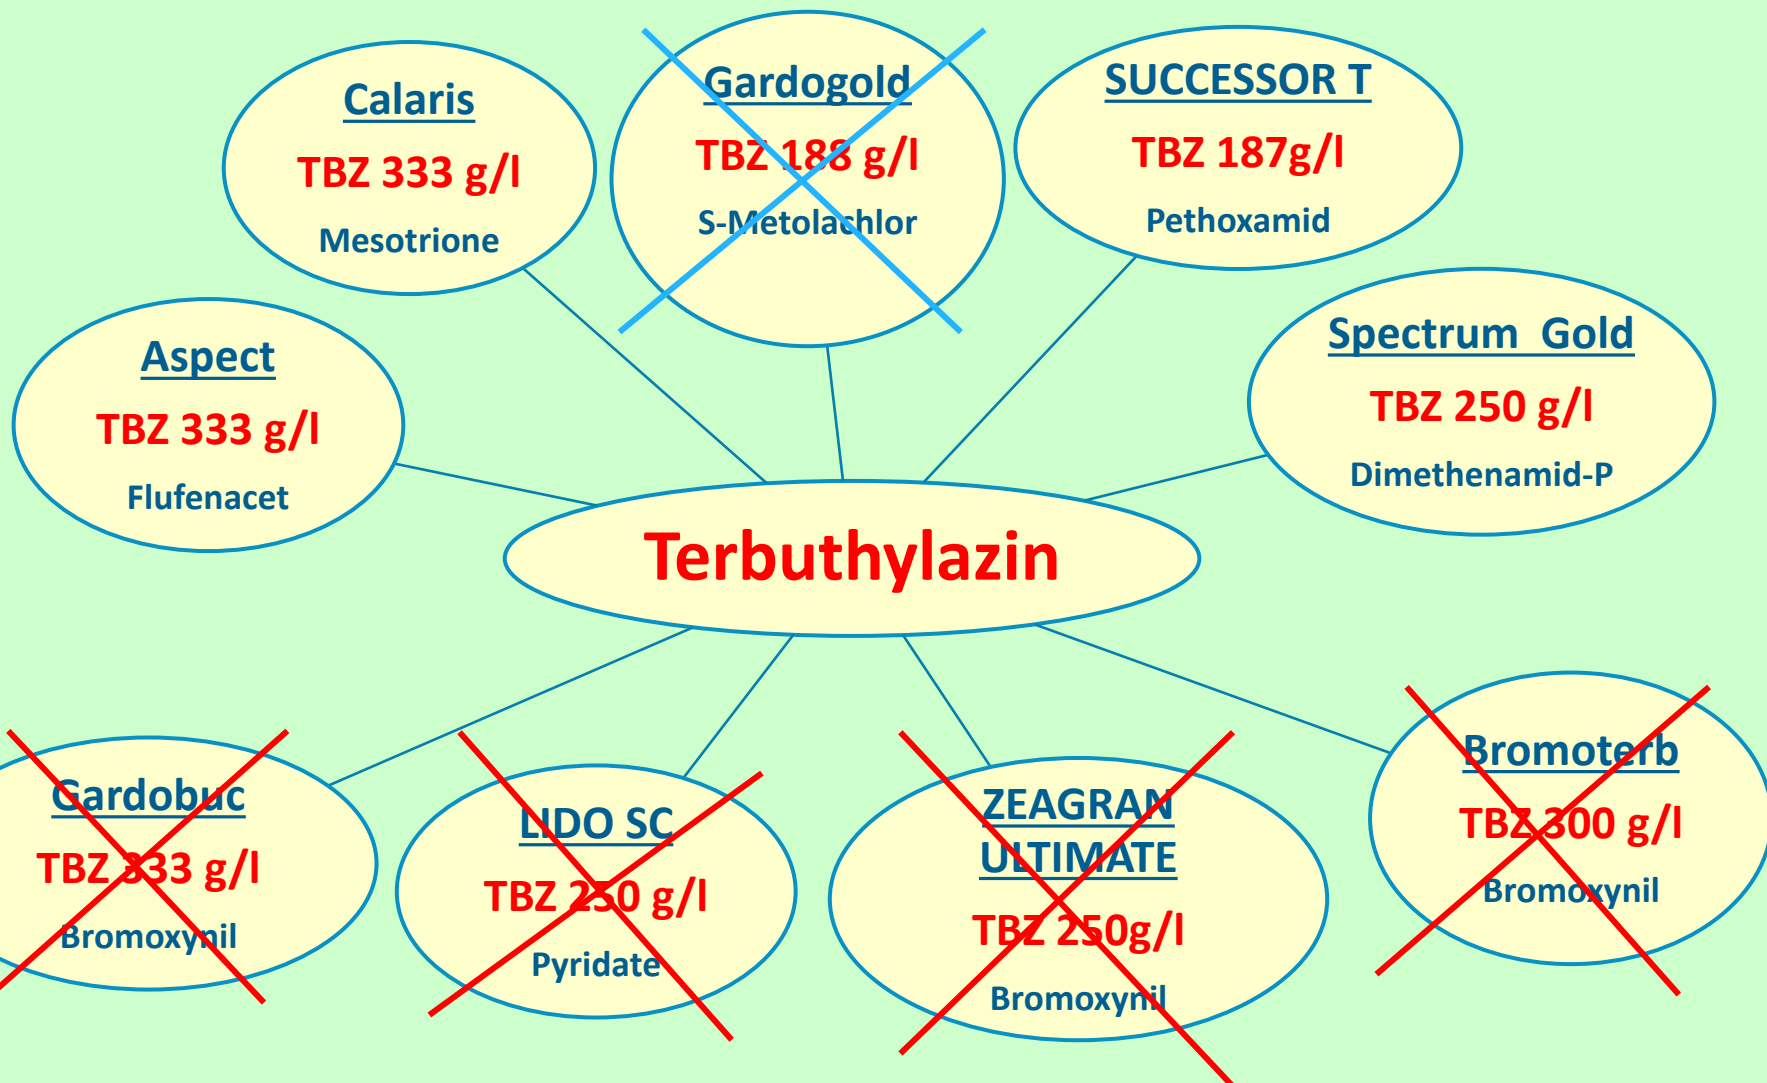 Calaris
TBZ 333 g/l
Mesotrione
Gardogold
TBZ 188 g/l
S-Metolachlor
SUCCESSOR T
TBZ 187g/l
Pethoxamid
Aspect
TBZ 333 g/l
Flufenacet
Spectrum  Gold
TBZ 250 g/l
Dimethenamid-P
Terbuthylazin
Gardobuc
TBZ 333 g/l
Bromoxynil
LIDO SC
TBZ 250 g/l
Pyridate
ZEAGRAN
ULTIMATE
TBZ 250g/l
Bromoxynil
Bromoterb
TBZ 300 g/l
Bromoxynil